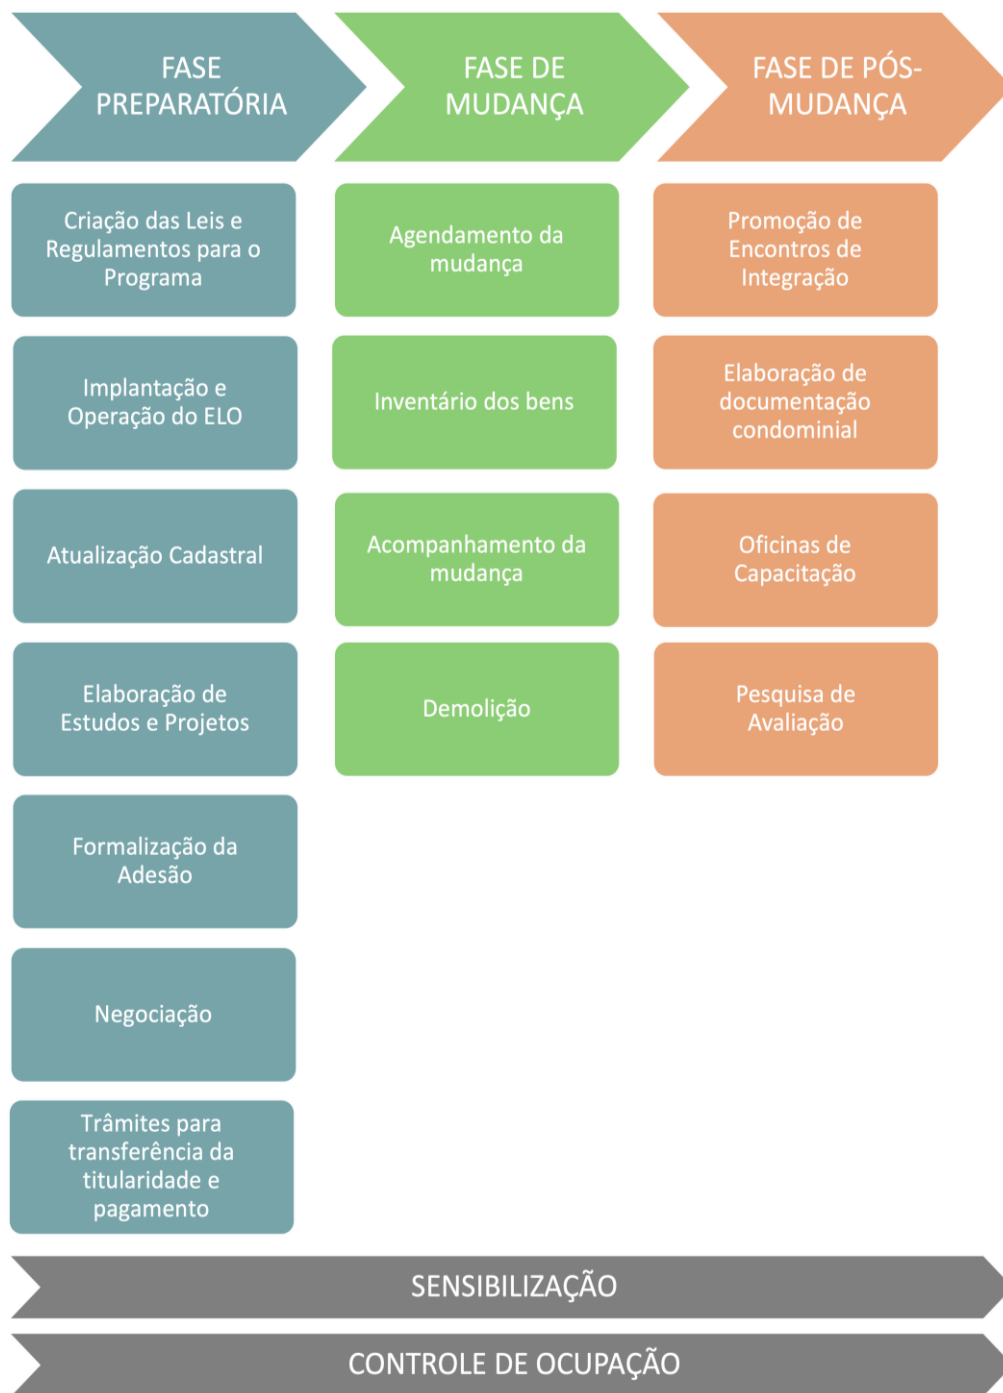 FASE
PREPARATÓRIA
FASE DE
MUDANÇA
FASE DE PÓS-
MUDANÇA
Criação das Leis e
Regulamentos para o
Programa
Implantação e
Operação do ELO
Atualização Cadastral
Elaboração de
Estudos e Projetos
Formalização da
Adesão
Negociação
Trâmites para
transferência da
titularidade e
pagamento
Agendamento da
mudança
Inventário dos bens
Acompanhamento da
mudança
Demolição
Promoção de
Encontros de
Integração
Elaboração de
documentação
condominial
Oficinas de
Capacitação
Pesquisa de
Avaliação
SENSIBILIZAÇÃO
CONTROLE DE OCUPAÇÃO